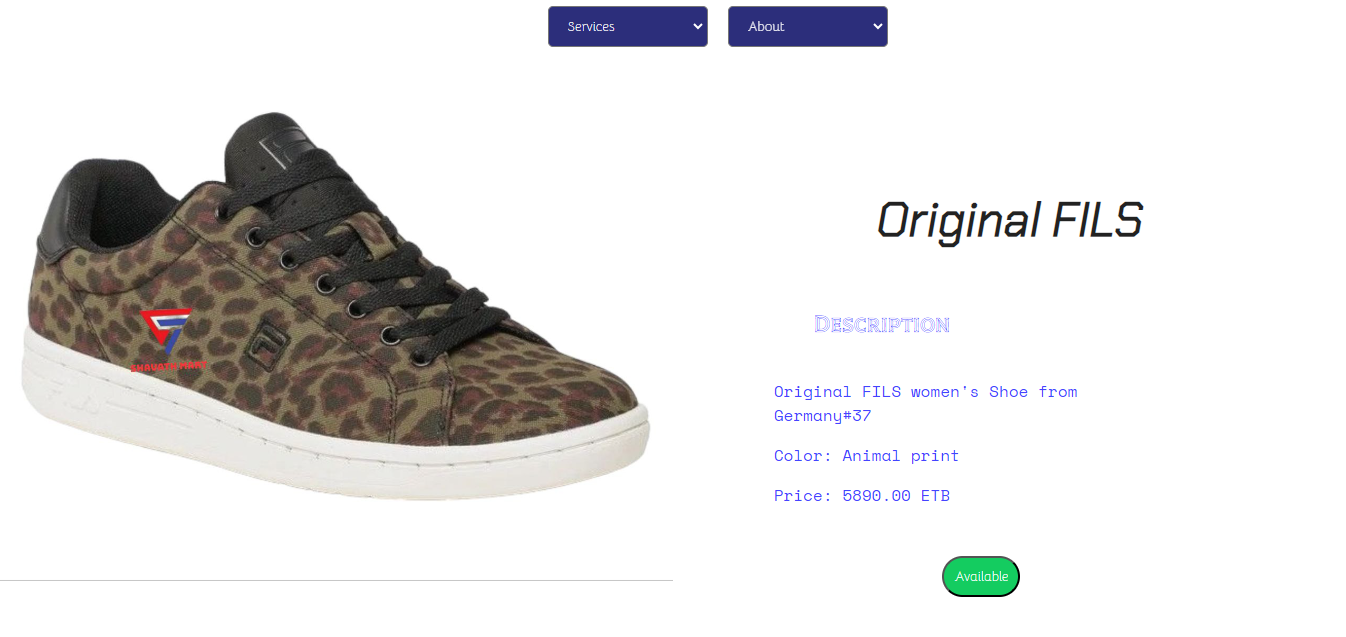 Services
About
Original FILS
Description
Original FILS women's Shoe from
Germany#37
Color: Animal print
Price: 5890.00 ETB
Available